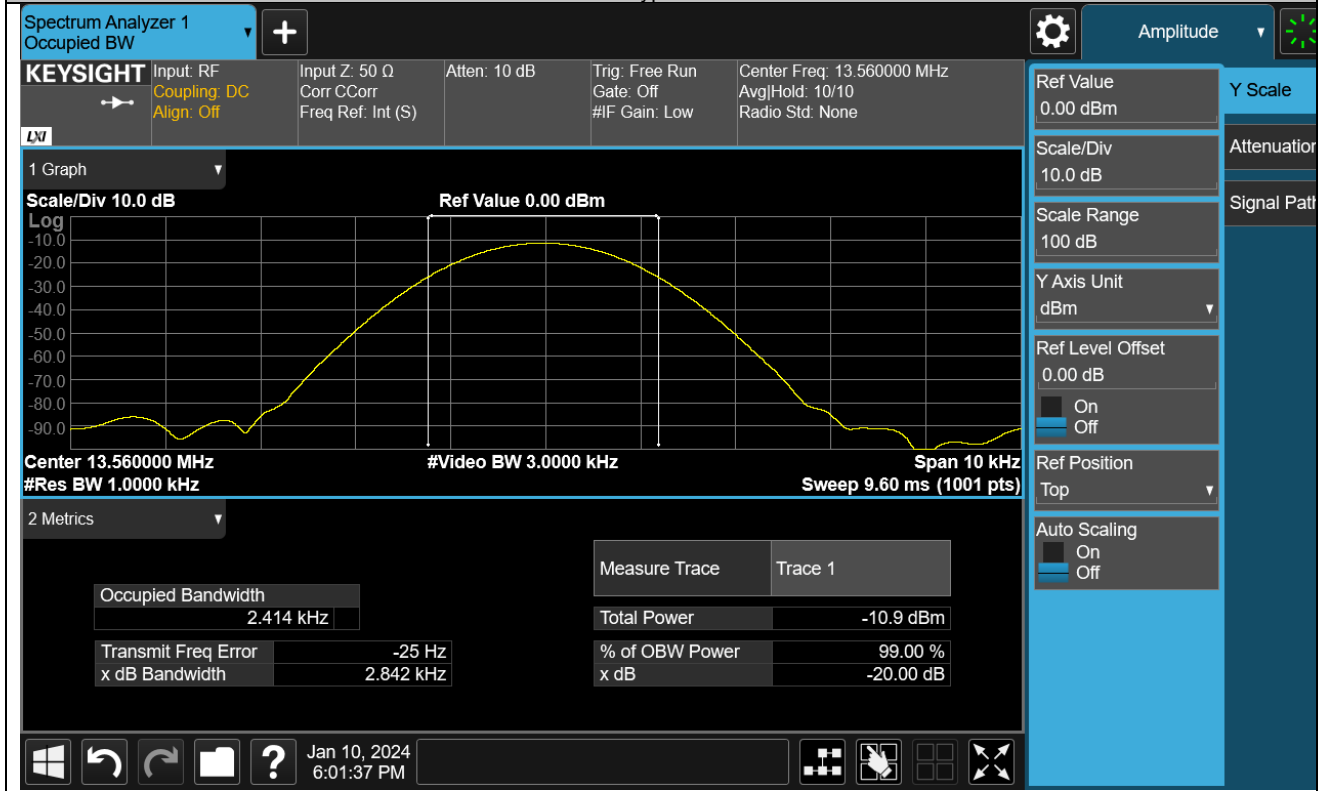 Spectrum Analyzer 1
Occupied BW
+
Amplitude
KEYSIGHT
LXI
Input: RF
Coupling: DC
Align: Off
Input Z: 50 Ω
Corr CCorr
Freq Ref: Int (S)
Atten: 10 dB
Trig: Free Run
Gate: Off
#IF Gain: Low
Center Freq: 13.560000 MHz
Avg|Hold: 10/10
Radio Std: None
1 Graph
Scale/Div 10.0 dB
Ref Value 0.00 dBm
Log
-10.0
-20.0
-30.0
-40.0
-50.0
-60.0
-70.0
-80.0
-90.0
Center 13.560000 MHz
#Video BW 3.0000 kHz
Span 10 kHz
#Res BW 1.0000 kHz
Sweep 9.60 ms (1001 pts)
2 Metrics
Measure Trace Trace 1
Occupied Bandwidth
2.414 kHz
Total Power -10.9 dBm
Transmit Freq Error -25 Hz
% of OBW Power 99.00 %
x dB Bandwidth 2.842 kHz
x dB -20.00 dB
Ref Value
0.00 dBm
Scale/Div
10.0 dB
Scale Range
100 dB
Y Axis Unit
dBm
Ref Level Offset
0.00 dB
On
Off
Ref Position
Top
Auto Scaling
On
Off
Y Scale
Attenuation
Signal Path
?
Jan 10, 2024
6:01:37 PM